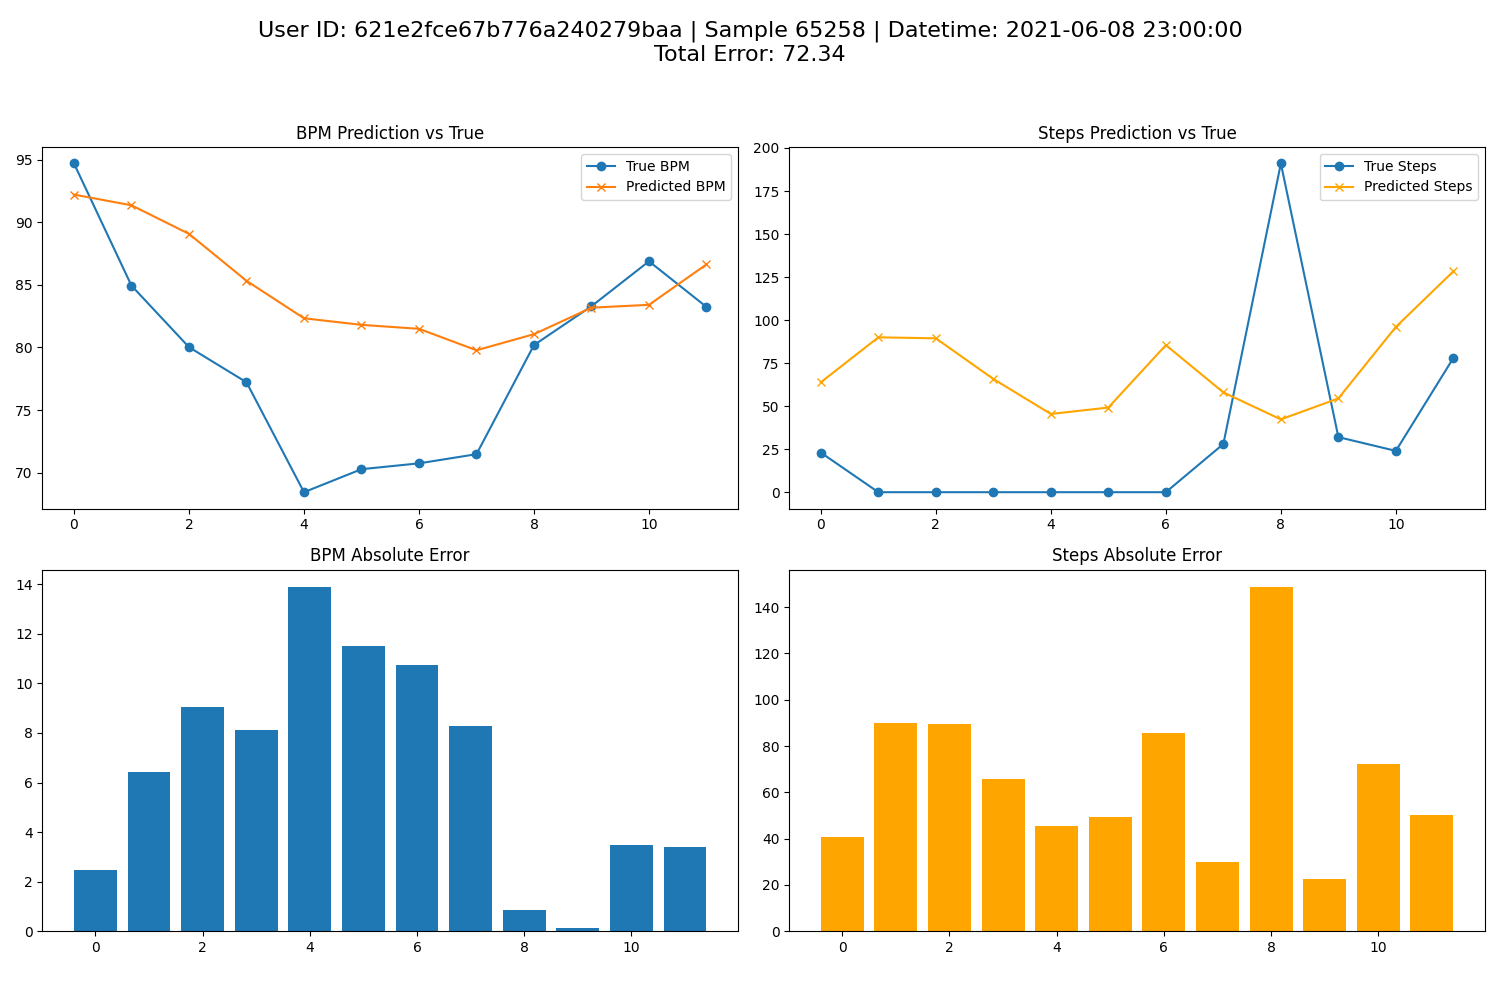 User ID: 621e2fce67b776a240279baa | Sample 65258 | Datetime: 2021-06-08 23:00:00
Total Error: 72.34
BPM Prediction vs True
95
90
85
80
75
70
0 2 4 6 8 10
True BPM
Predicted BPM
Steps Prediction vs True
200
175
150
125
100
75
50
25
0
0 2 4 6 8 10
True Steps
Predicted Steps
BPM Absolute Error
14
12
10
8
6
4
2
0
0 2 4 6 8 10
Steps Absolute Error
140
120
100
80
60
40
20
0
0 2 4 6 8 10